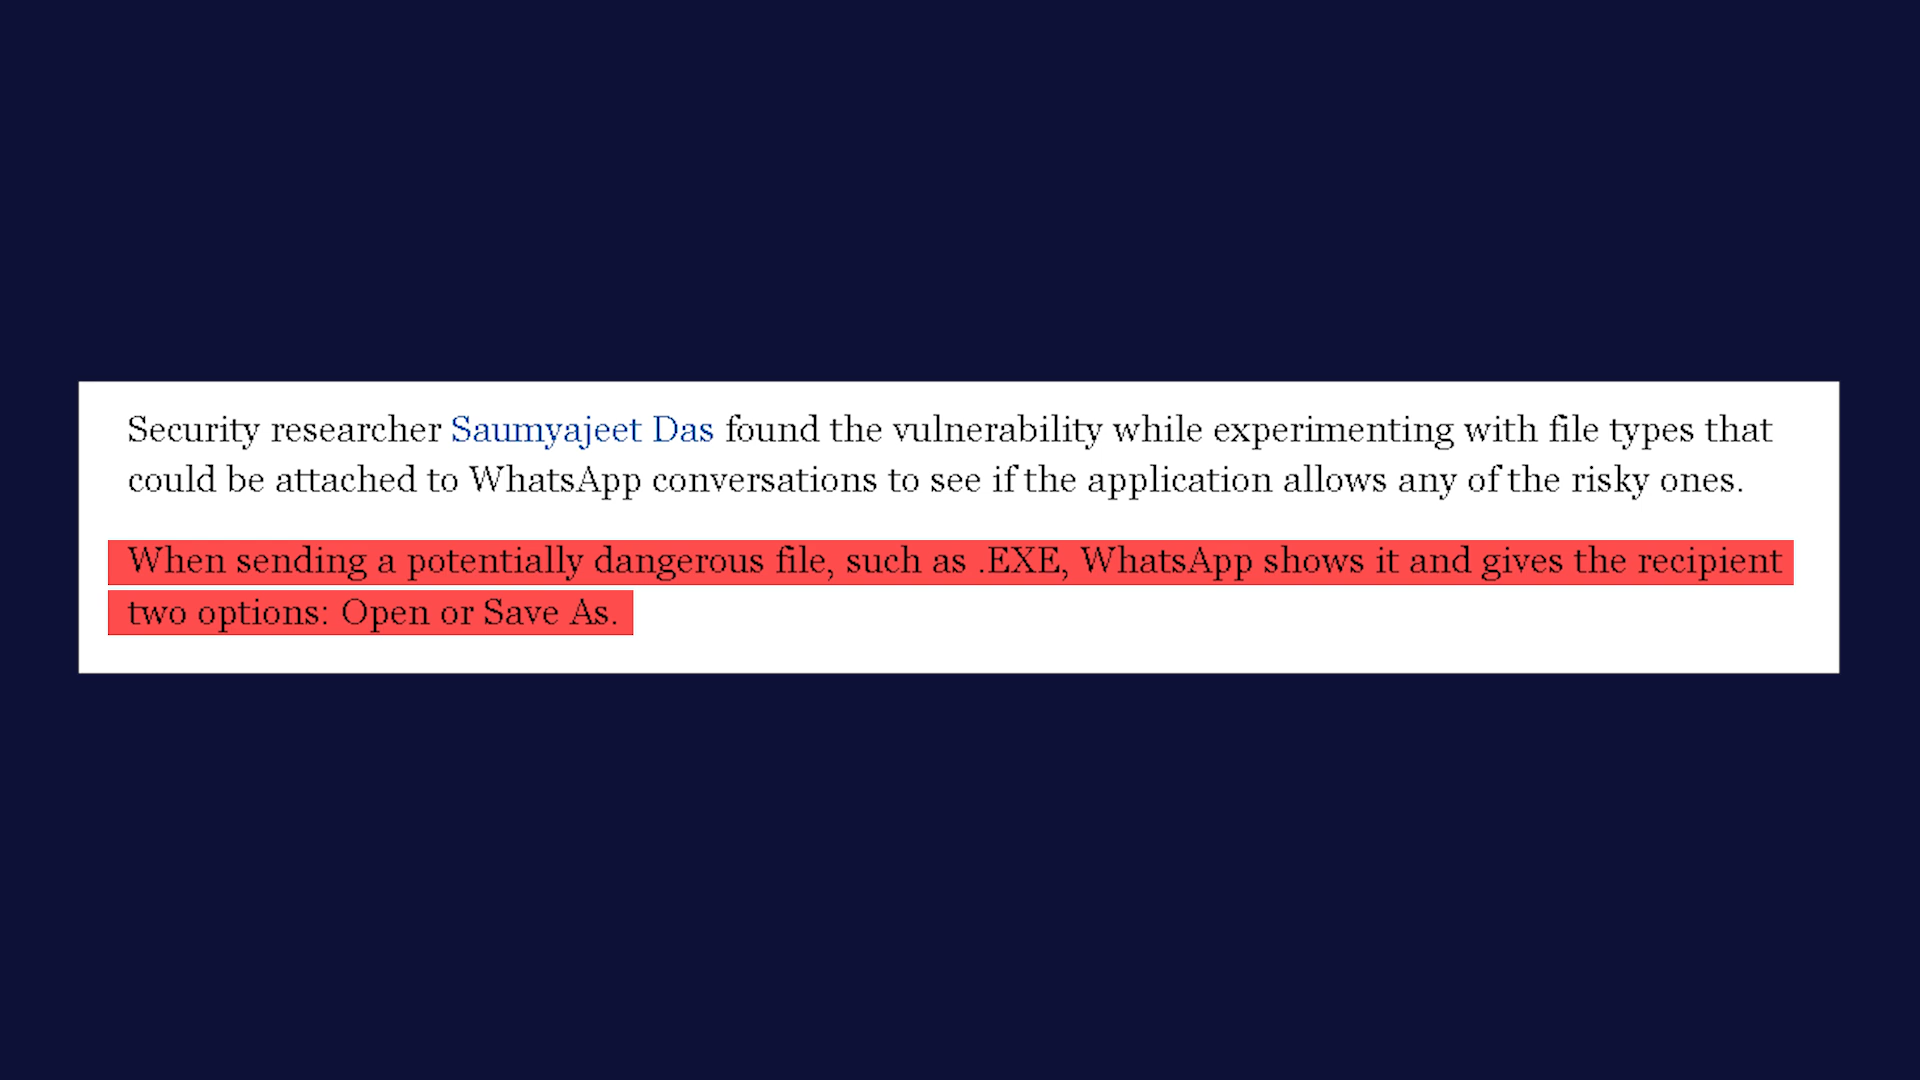 Security researcher Saumyajeet Das found the vulnerability while experimenting with file types that
could be attached to WhatsApp conversations to see if the application allows any of the risky ones.
When sending a potentially dangerous file, such as .EXE, WhatsApp shows it and gives the recipient
two options: Open or Save As.